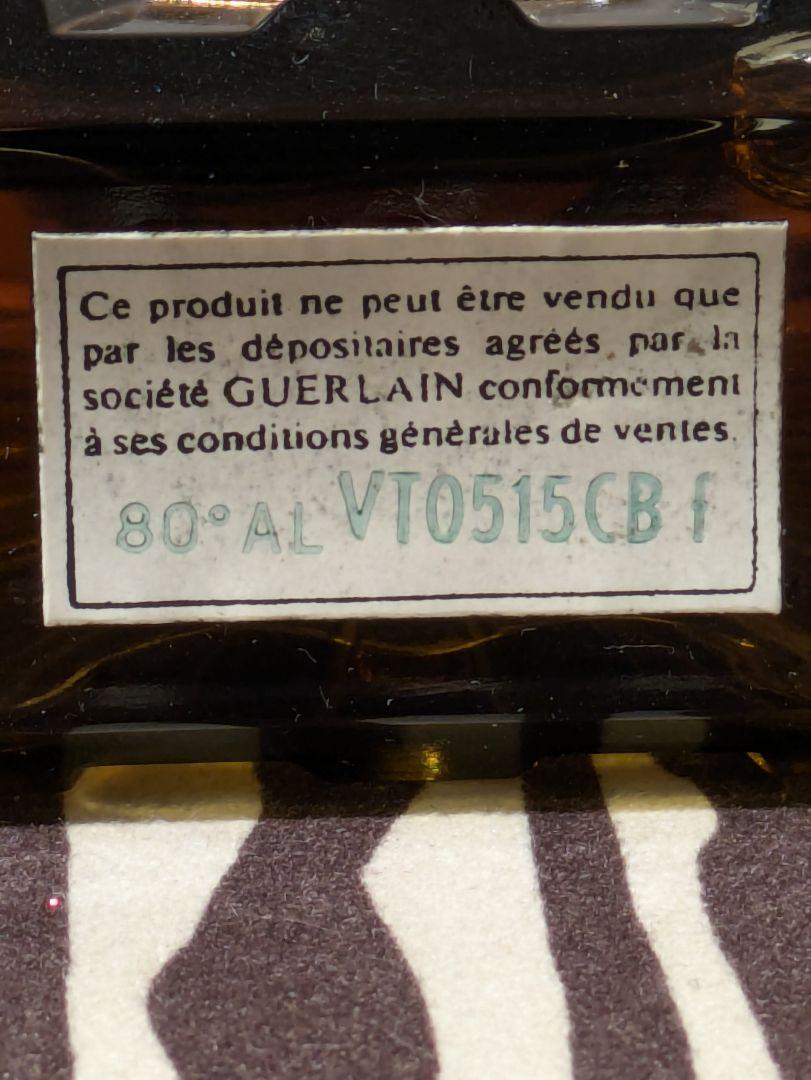 Ce produit ne peut être vendu que
par les dépositaires agréés par la
société GUERLAIN conformément
à ses conditions générales de ventes.
80° AL VT0515CB f